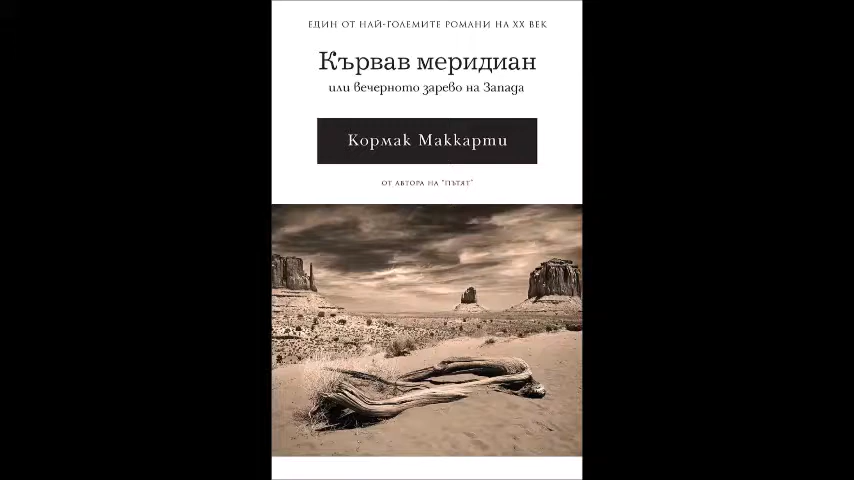 ЕДИН ОТ НАЙ-ГОЛЕМИТЕ РОМАНИ НА XX ВЕК
Кървав меридиан
или вечерното зарево на Запада
Кормак Маккарти
ОТ АВТОРА НА "ПЪТЯТ"